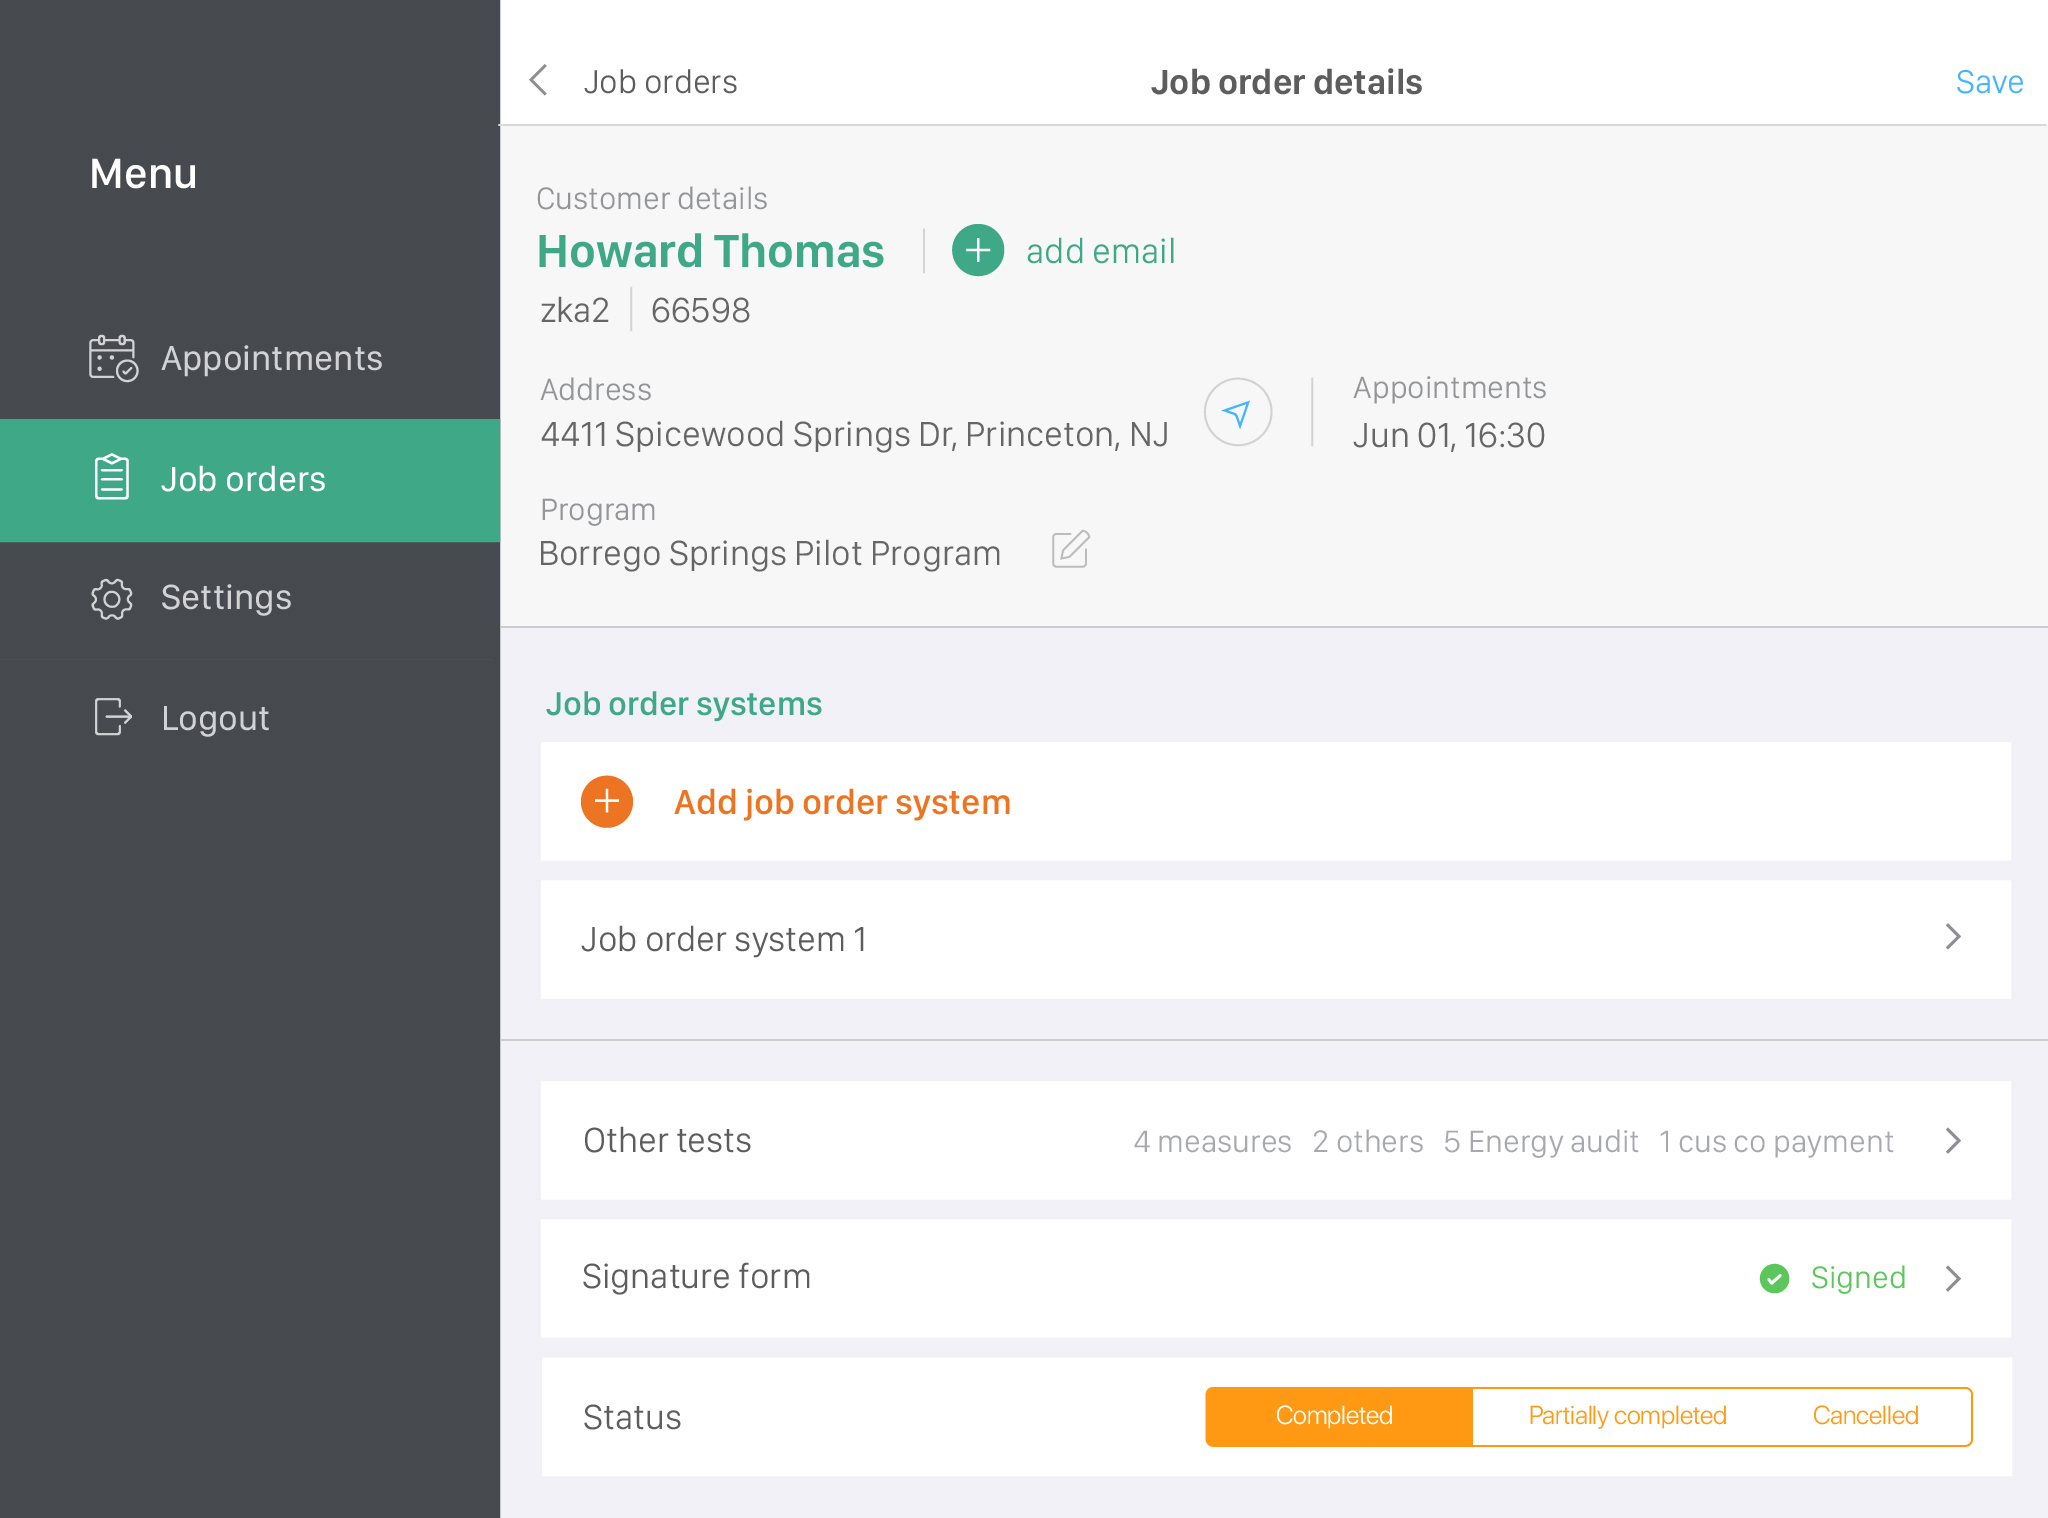 Menu
Appointments
Job orders
Settings
Logout
Job orders
Job order details
Save
Customer details
Howard Thomas
add email
zka2
66598
Address
4411 Spicewood Springs Dr, Princeton, NJ
Appointments
Jun 01, 16:30
Program
Borrego Springs Pilot Program
Job order systems
Add job order system
Job order system 1
Other tests
4 measures 2 others 5 Energy audit 1 cus co payment
Signature form
Signed
Status
Completed
Partially completed
Cancelled